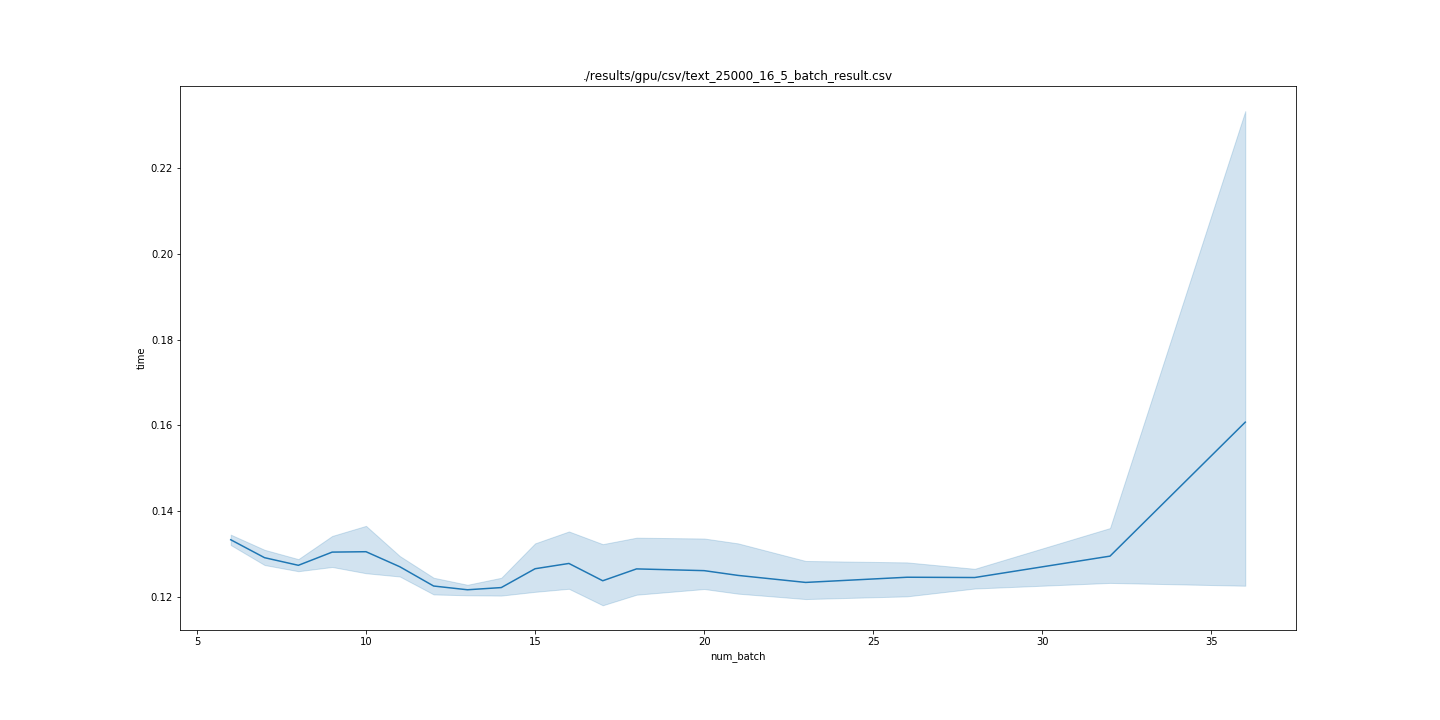 ./results/gpu/csv/text_25000_16_5_batch_result.csv
time
0.22
0.20
0.18
0.16
0.14
0.12
5 10 15 20 25 30 35
num_batch